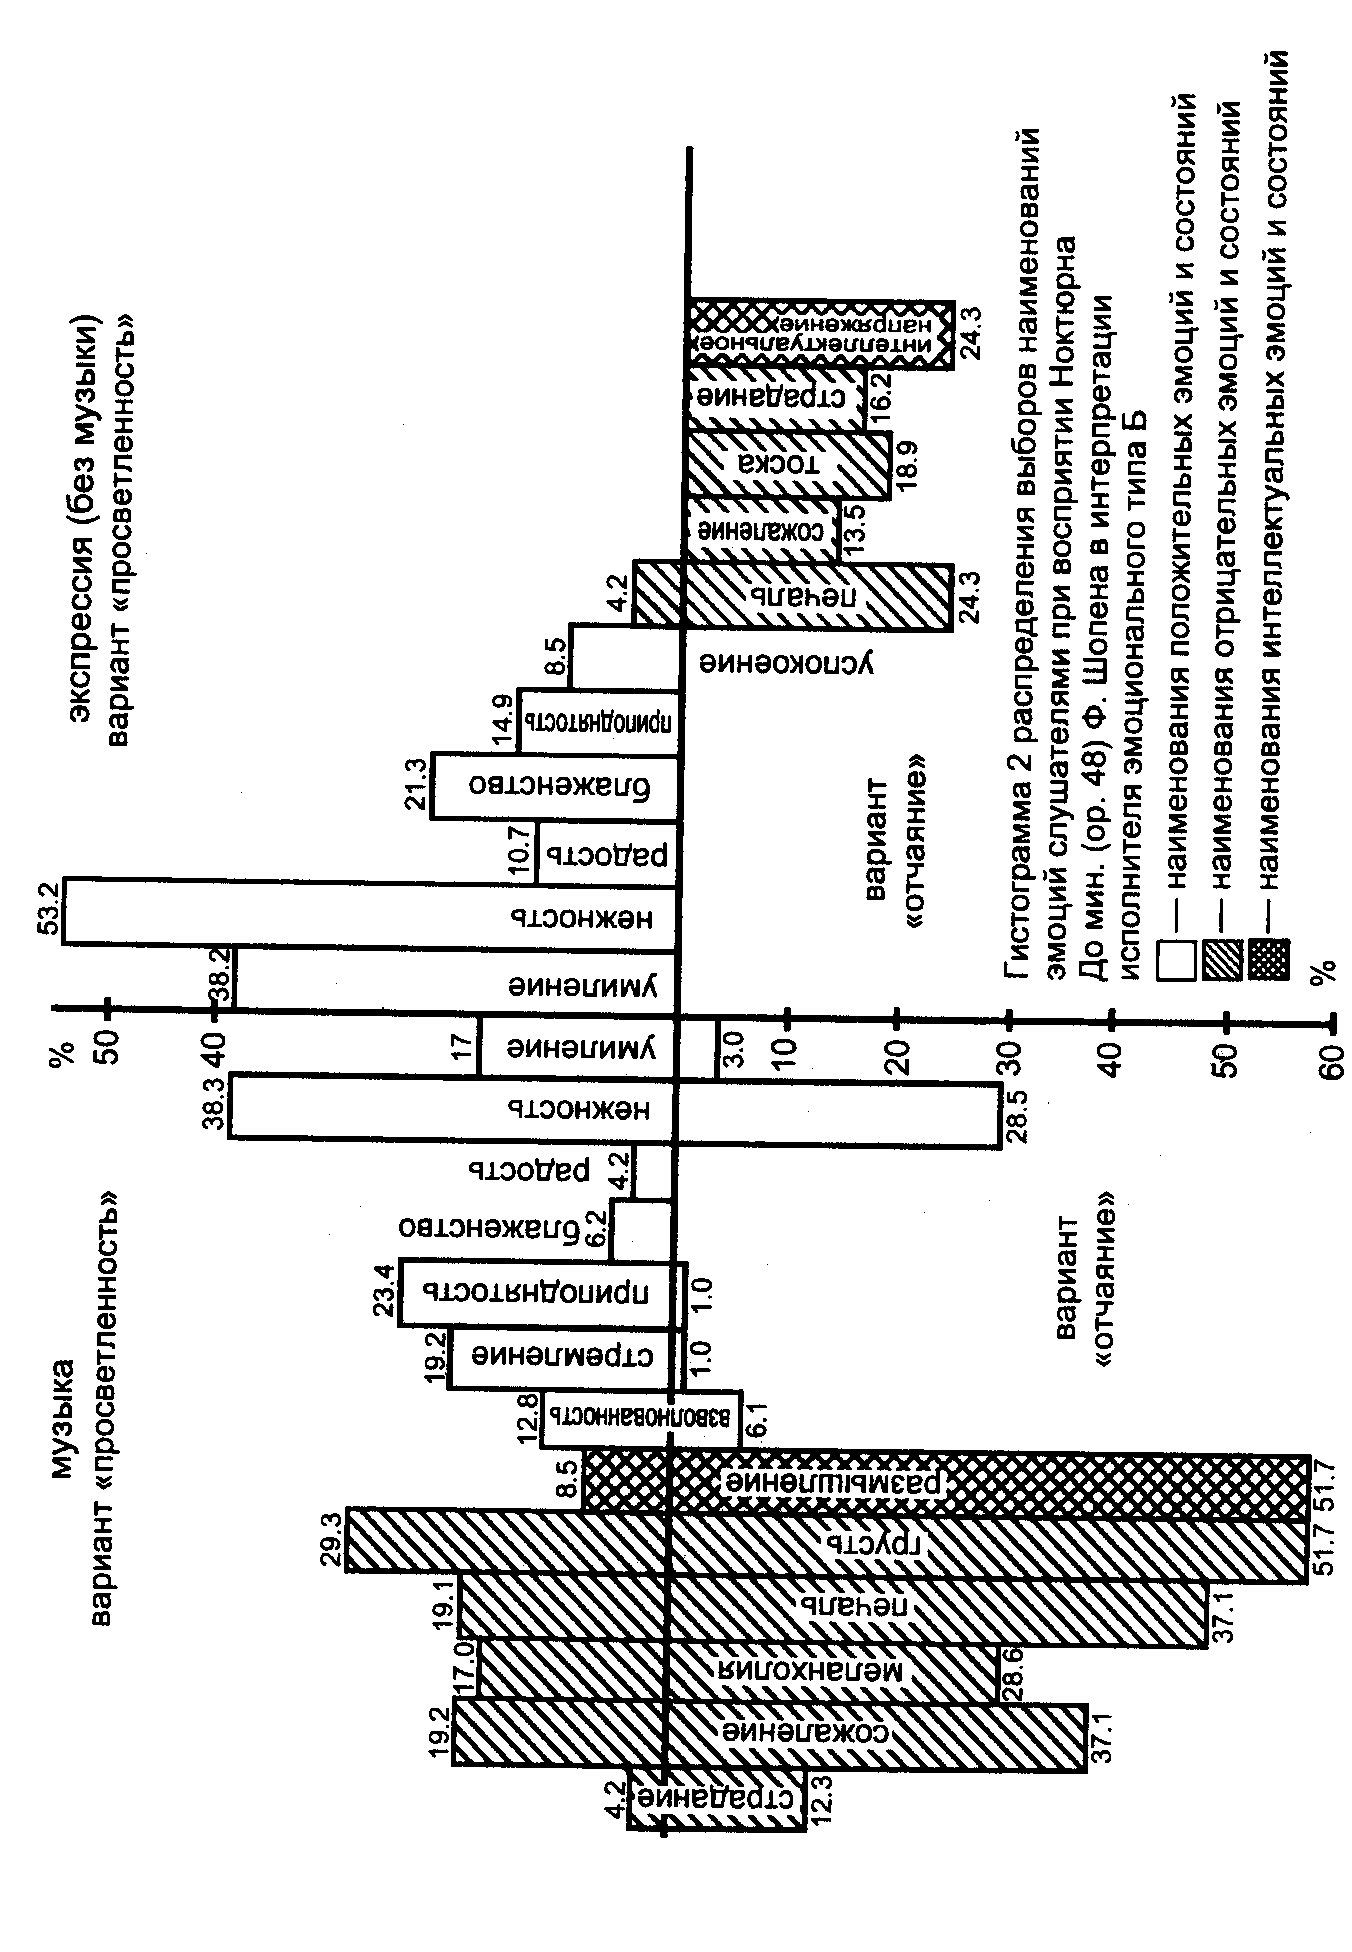 музыка
вариант «просветленность»
экспрессия (без музыки)
вариант «просветленность»
%
50
40
4.2
19.2
17.0
19.1
29.3
8.5
12.8
19.2
23.4
6.2
4.2
38.3
17
38.2
53.2
10.7
21.3
14.9
8.5
4.2
страдание
сожаление
меланхолия
печаль
грусть
размышление
взволнованность
стремление
приподнятость
блаженство
радость
нежность
умиление
умиление
нежность
радость
блаженство
приподнятость
успокоение
печаль
сожаление
тоска
страдание
интеллектуальное
напряжение
12.3
37.1
28.6
37.1
51.7
51.7
6.1
1.0
1.0
28.5
3.0
24.3
13.5
18.9
16.2
24.3
10
20
30
40
50
60
%
вариант
«отчаяние»
вариант
«отчаяние»
Гистограмма 2 распределения выборов наименований
эмоций слушателями при восприятии Ноктюрна
До мин. (ор. 48) Ф. Шопена в интерпретации
исполнителя эмоционального типа Б
— наименования положительных эмоций и состояний
— наименования отрицательных эмоций и состояний
— наименования интеллектуальных эмоций и состояний